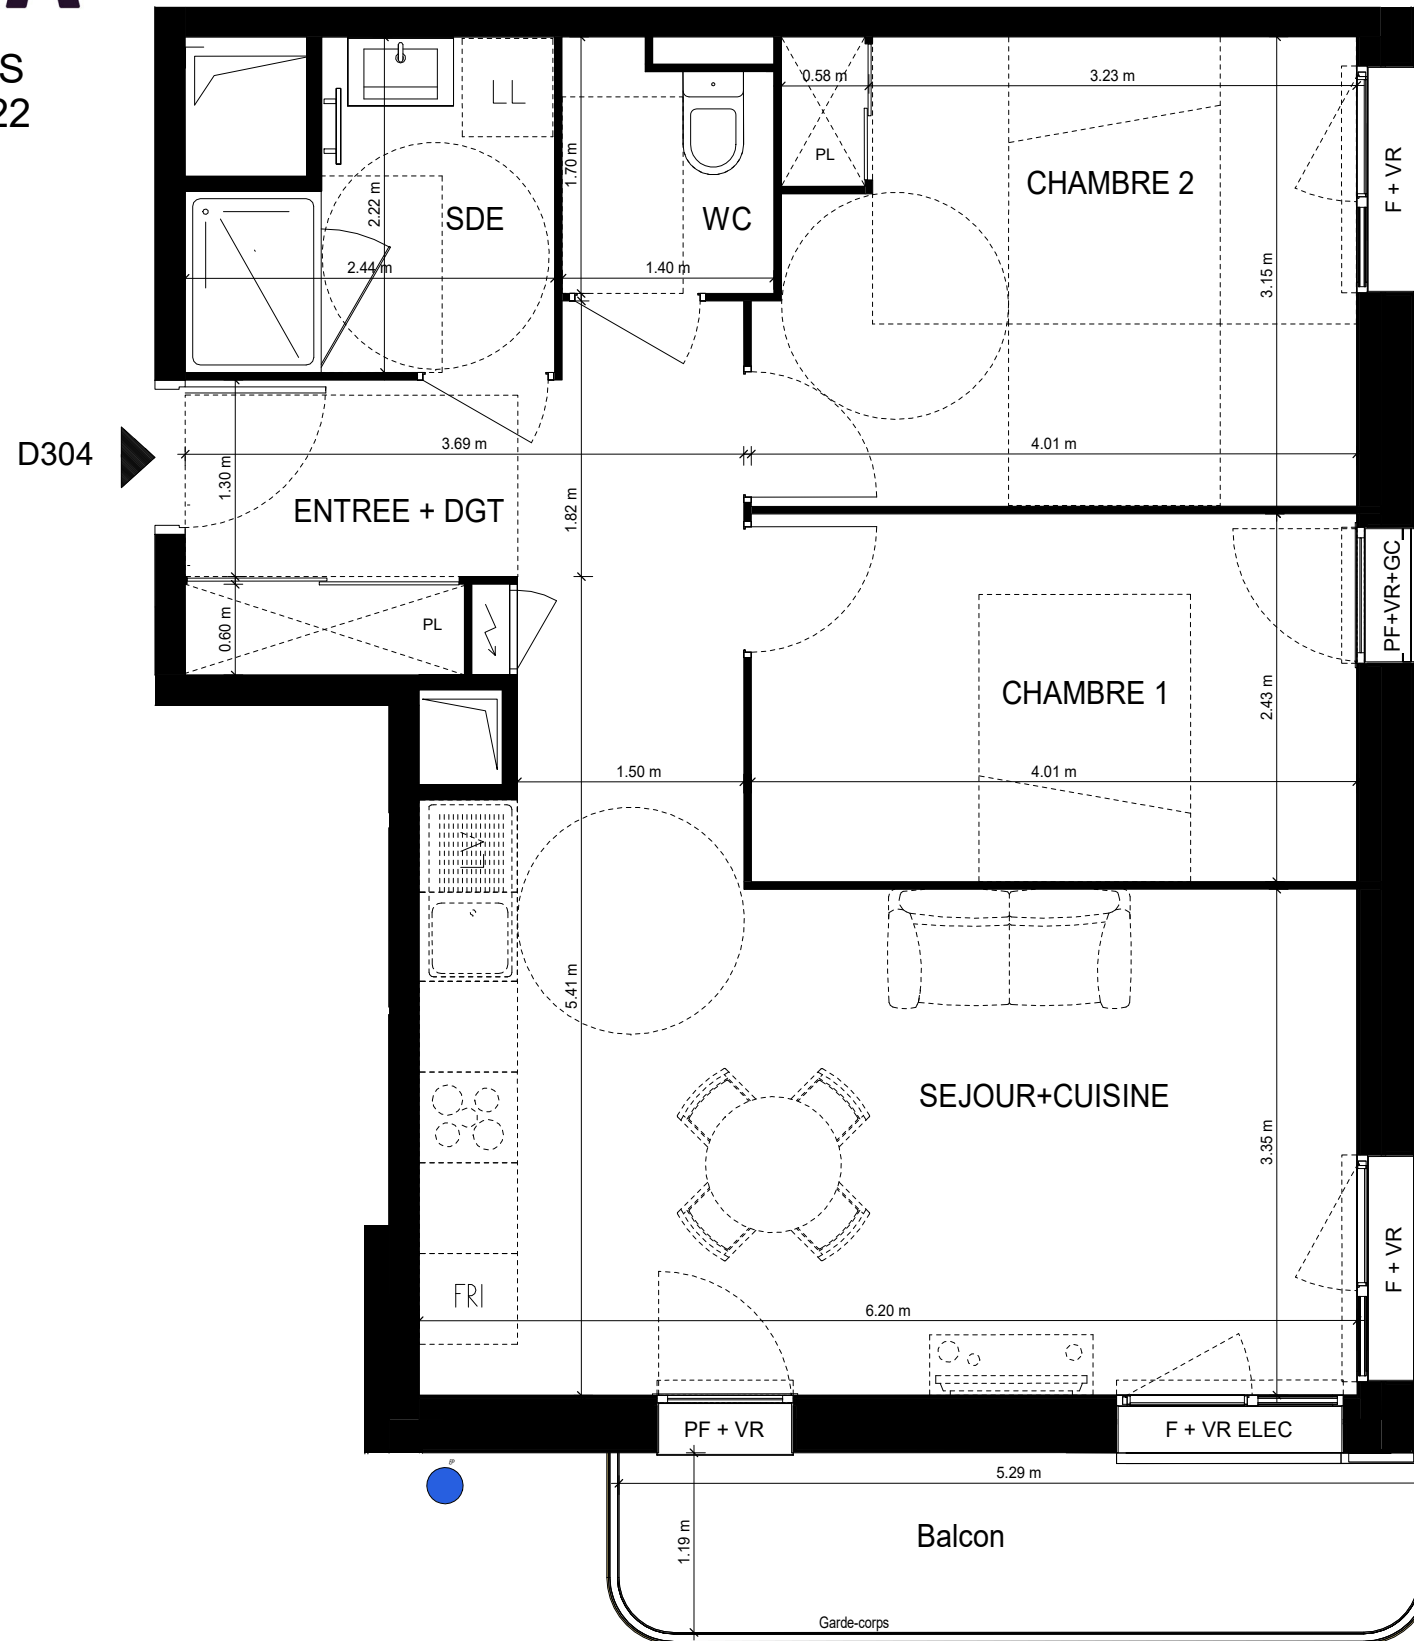 A
S
22
LL
0.58 m
3.23 m
PL
CHAMBRE 2
F + VR
1.70 m
2.22 m
SDE
WC
2.44 m
1.40 m
3.15 m
D304
3.69 m
4.01 m
1.30 m
ENTREE + DGT
1.82 m
PF+VR+GC
0.60 m
PL
CHAMBRE 1
2.43 m
1.50 m
4.01 m
LV
5.41 m
SEJOUR+CUISINE
3.35 m
F + VR
FRI
6.20 m
PF + VR
F + VR ELEC
EP
5.29 m
1.19 m
Balcon
Garde-corps